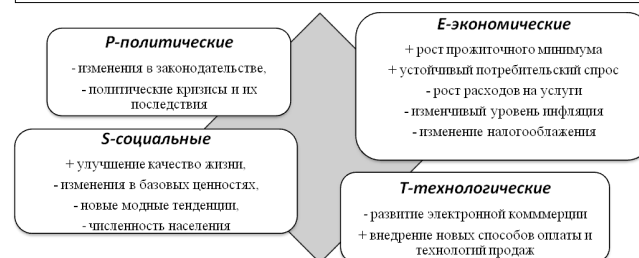 P-политические
- изменения в законодательстве,
- политические кризисы и их
последствия
E-экономические
+ рост прожиточного минимума
+ устойчивый потребительский спрос
- рост расходов на услуги
- изменчивый уровень инфляция
- изменение налогооблажения
S-социальные
+ улучшение качество жизни,
- изменения в базовых ценностях,
- новые модные тенденции,
- численность населения
T-технологические
- развитие электронной комммерции
+ внедрение новых способов оплаты и
технологий продаж